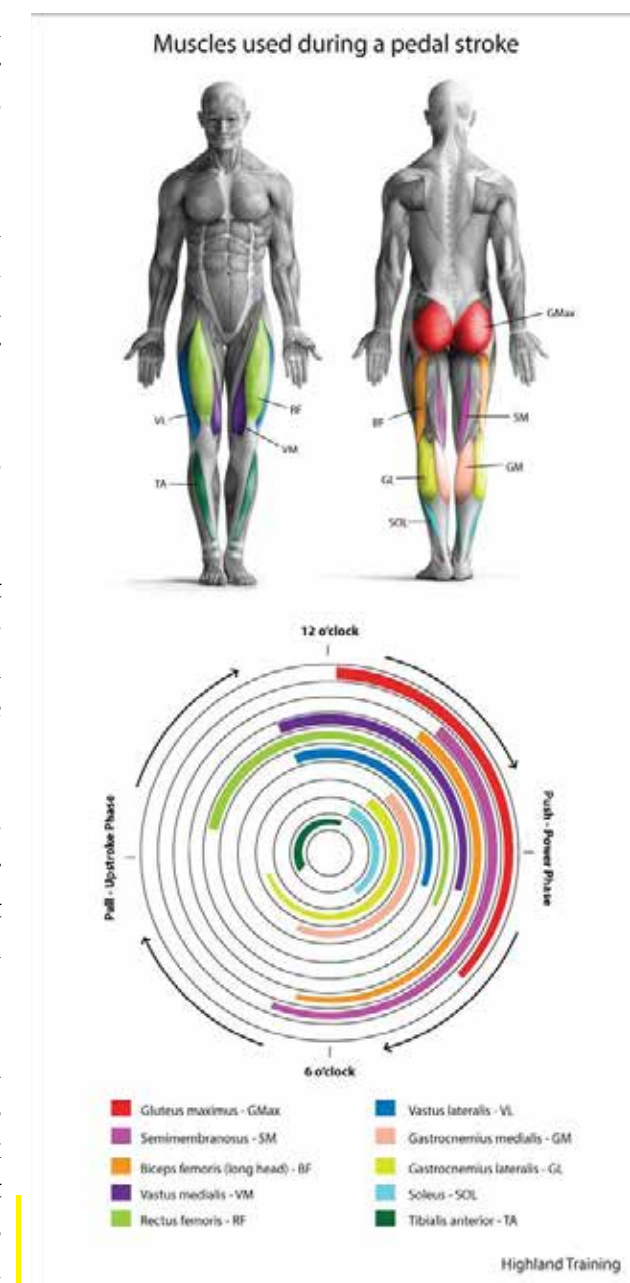 Muscles used during a pedal stroke
GMax
VL
RF
VM
TA
BF
SM
GL
GM
SOL
12 o'clock
Pull - Upstroke Phase
Push - Power Phase
6 o'clock
Gluteus maximus - GMax
Semimembranosus - SM
Biceps femoris (long head) - BF
Vastus medialis - VM
Rectus femoris - RF
Vastus lateralis - VL
Gastrocnemius medialis - GM
Gastrocnemius lateralis - GL
Soleus - SOL
Tibialis anterior - TA
Highland Training